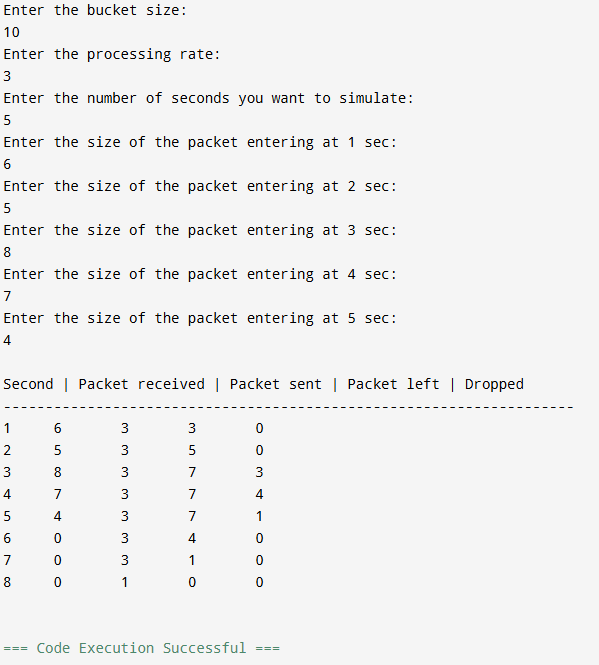 Enter the bucket size:
10
Enter the processing rate:
3
Enter the number of seconds you want to simulate:
5
Enter the size of the packet entering at 1 sec:
6
Enter the size of the packet entering at 2 sec:
5
Enter the size of the packet entering at 3 sec:
8
Enter the size of the packet entering at 4 sec:
7
Enter the size of the packet entering at 5 sec:
4
Second | Packet received | Packet sent | Packet left | Dropped
--------------------------------------------------------------------
1 6 3 3 0
2 5 3 5 0
3 8 3 7 3
4 7 3 7 4
5 4 3 7 1
6 0 3 4 0
7 0 3 1 0
8 0 1 0 0
=== Code Execution Successful ===